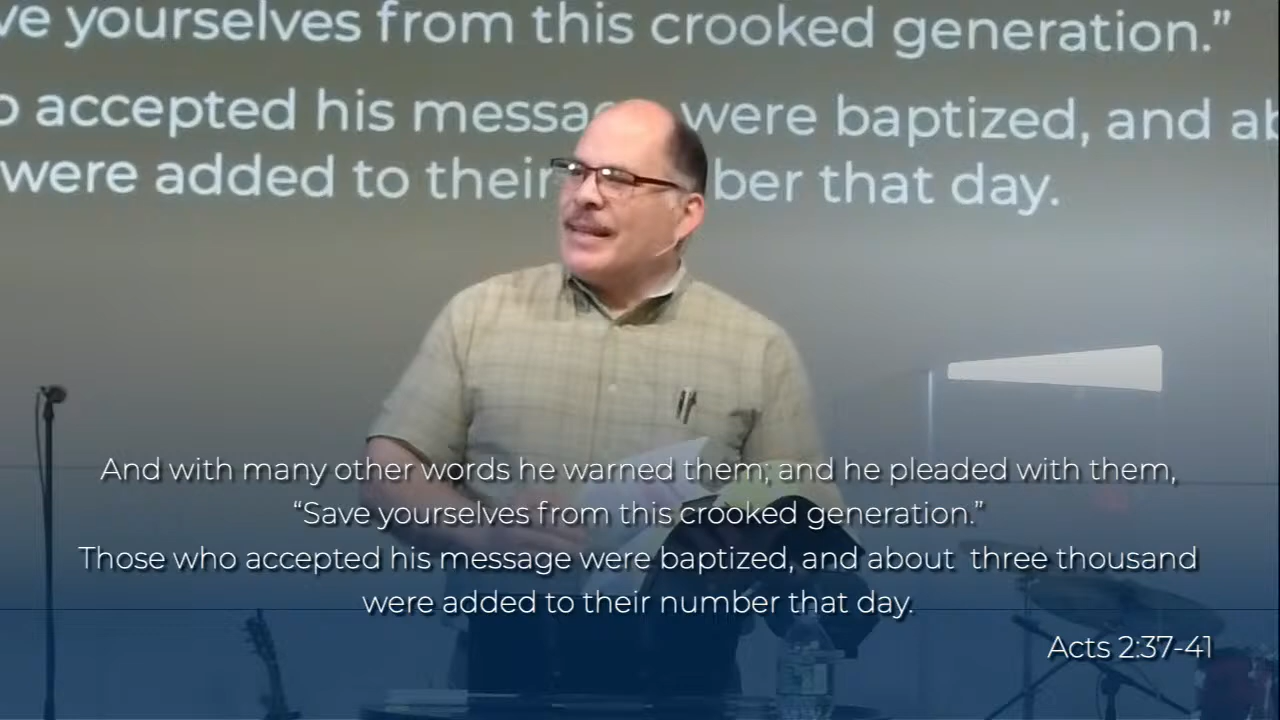 ve yourselves from this crooked generation.”
accepted his messa were baptized, and ab
were added to their ber that day.
And with many other words he warned them; and he pleaded with them,
“Save yourselves from this crooked generation.”
Those who accepted his message were baptized, and about three thousand
were added to their number that day.
Acts 2:37-41